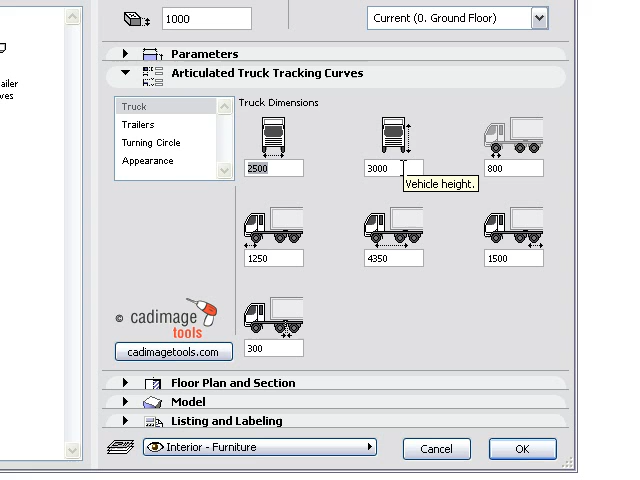 1000
Current (0. Ground Floor)
Parameters
Articulated Truck Tracking Curves
ailer
ves
Truck
Trailers
Turning Circle
Appearance
Truck Dimensions
2500
3000
800
Vehicle height.
1250
4350
1500
© cadimage
tools
300
cadimagetools.com
Floor Plan and Section
Model
Listing and Labeling
Interior - Furniture
Cancel
OK